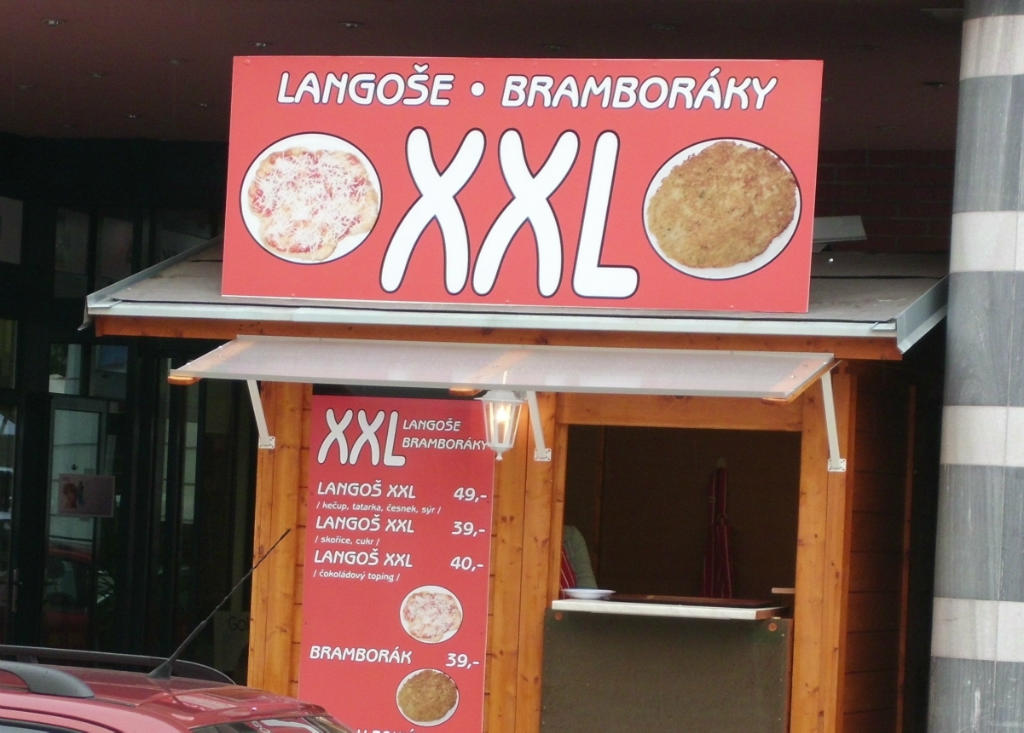 LANGOŠE • BRAMBORÁKY
XXL
XXL LANGOŠE
BRAMBORÁKY
LANGOŠ XXL 49,-
/ kečup, tatarka, česnek, sýr /
LANGOŠ XXL 39,-
/ skořice, cukr /
LANGOŠ XXL 40,-
/ čokoládový toping /
BRAMBORÁK 39,-